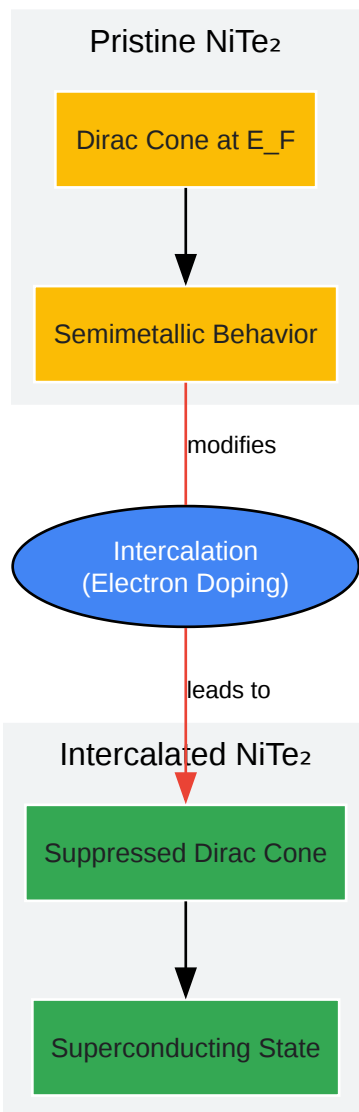 Pristine NiTe₂
Dirac Cone at E_F
Semimetallic Behavior
modifies
Intercalation
(Electron Doping)
leads to
Intercalated NiTe₂
Suppressed Dirac Cone
Superconducting State